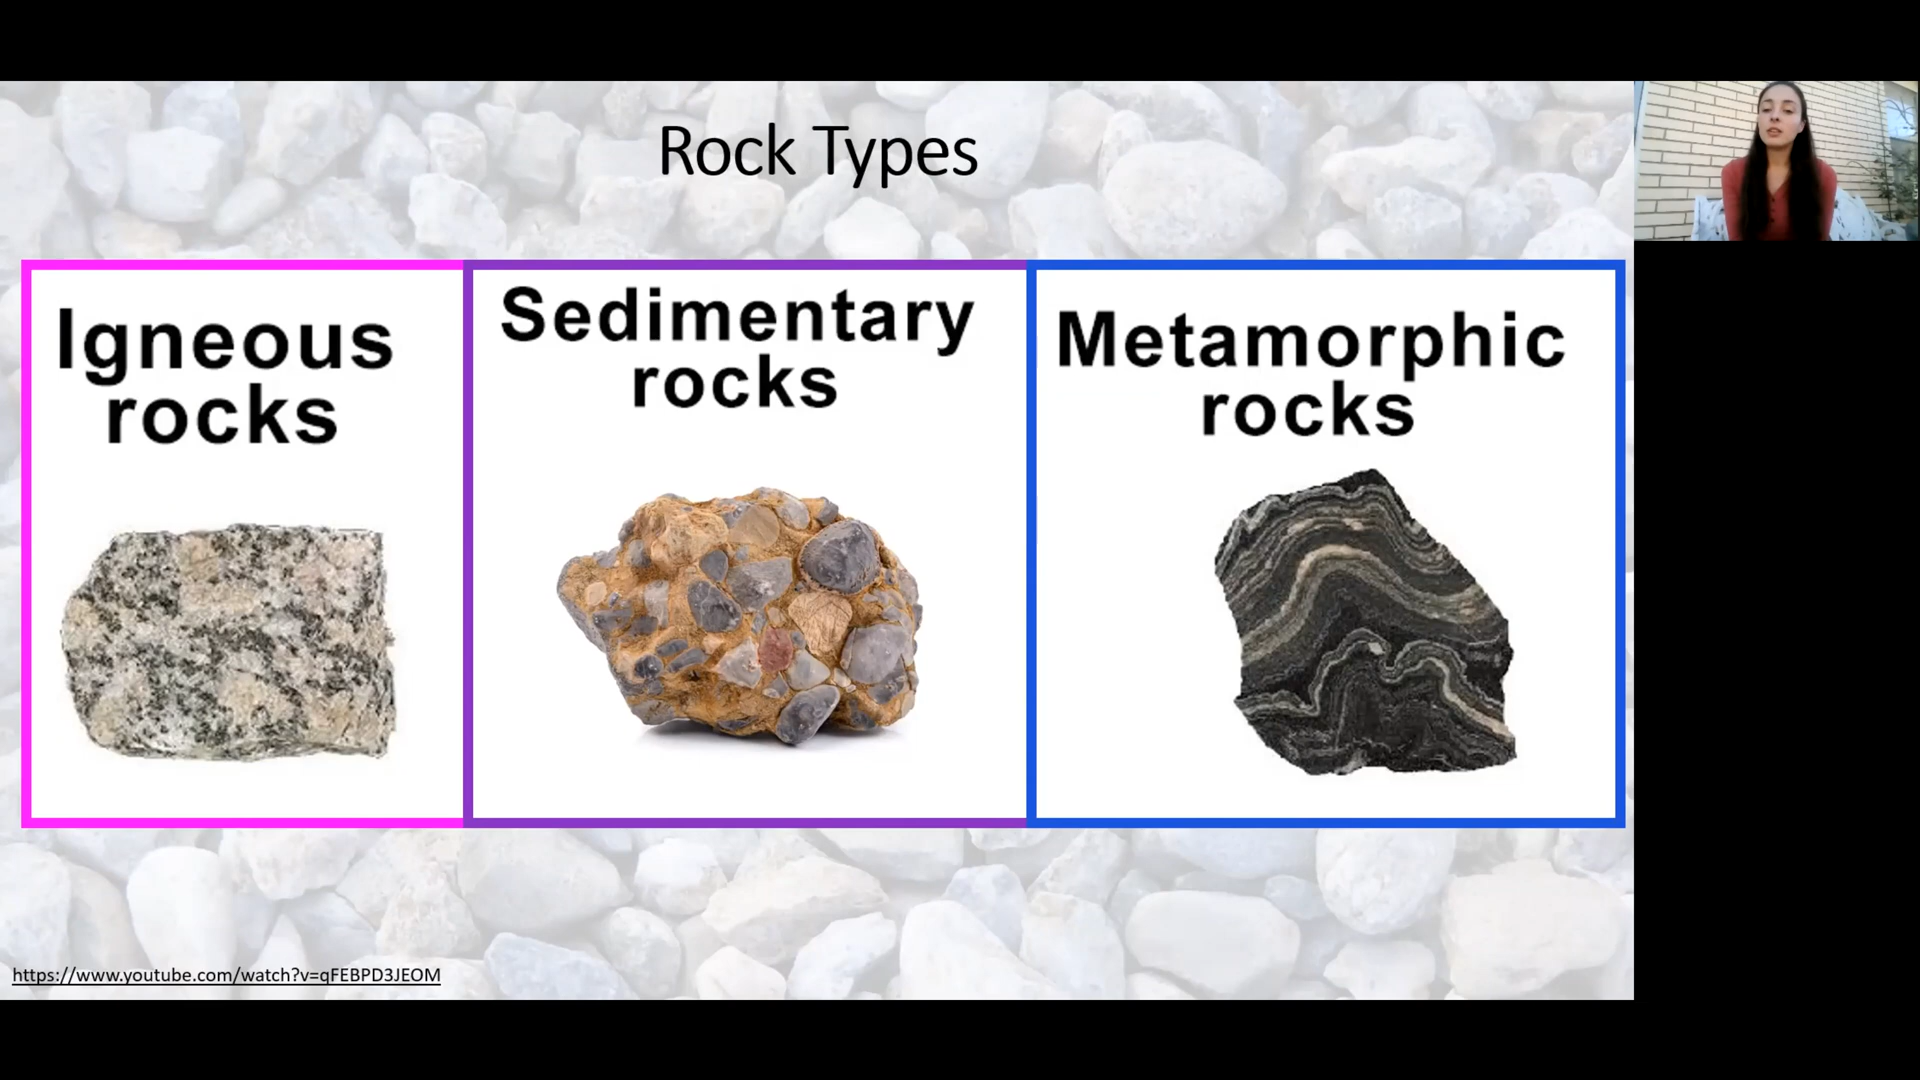 Rock Types
Igneous
rocks
Sedimentary
rocks
Metamorphic
rocks
https://www.youtube.com/watch?v=qFEBPD3JEOM